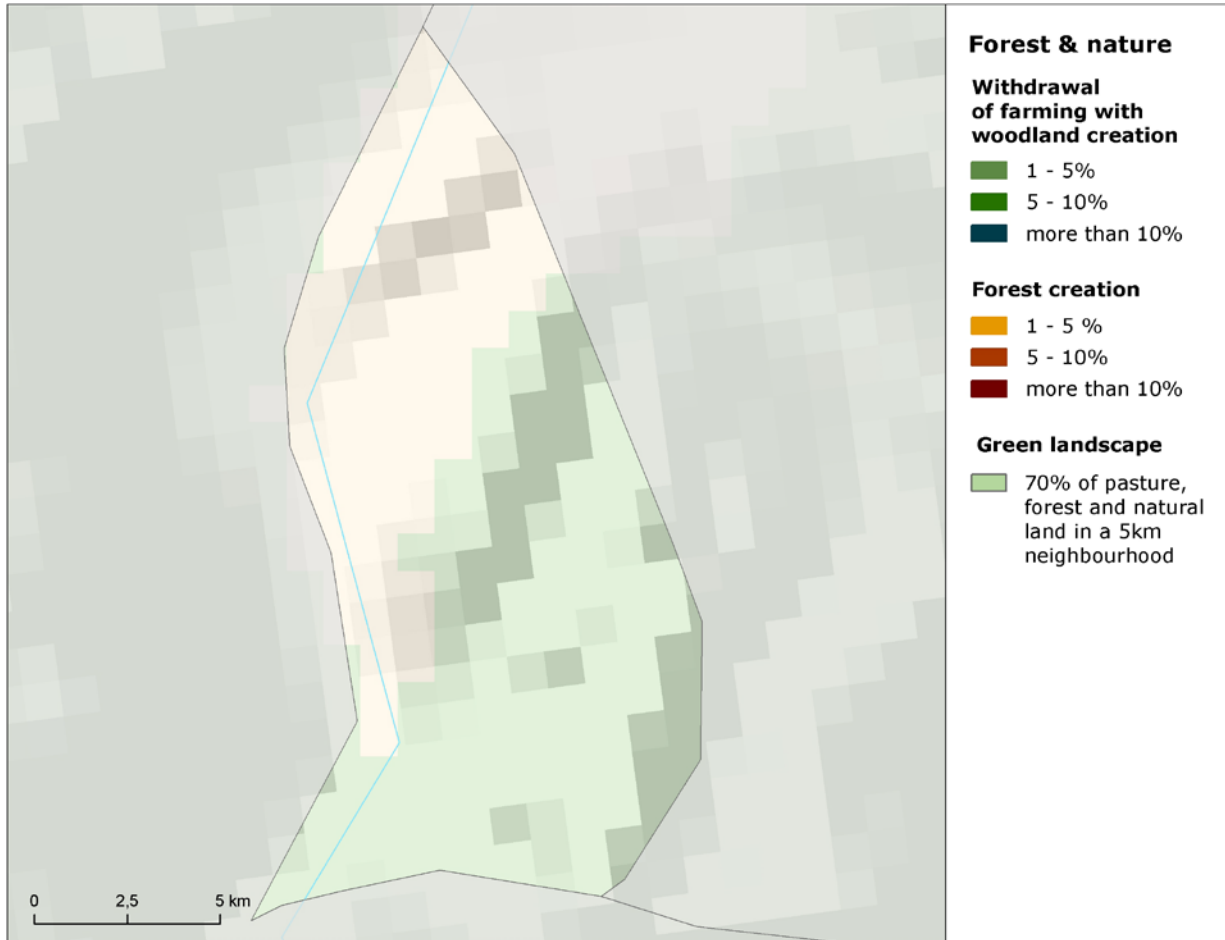 Forest & nature
Withdrawal
of farming with
woodland creation
1 - 5%
5 - 10%
more than 10%
Forest creation
1 - 5 %
5 - 10%
more than 10%
Green landscape
70% of pasture,
forest and natural
land in a 5km
neighbourhood
0 2,5 5 km